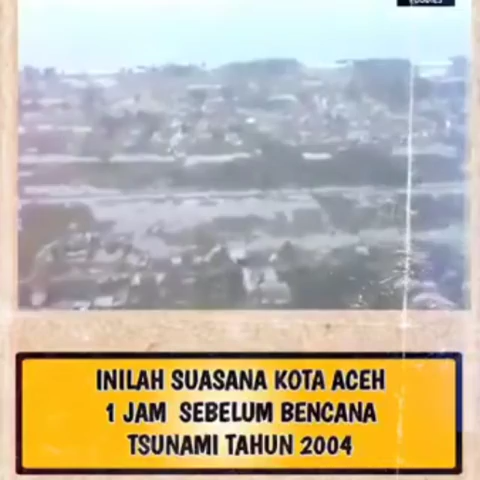 INILAH SUASANA KOTA ACEH
1 JAM SEBELUM BENCANA
TSUNAMI TAHUN 2004